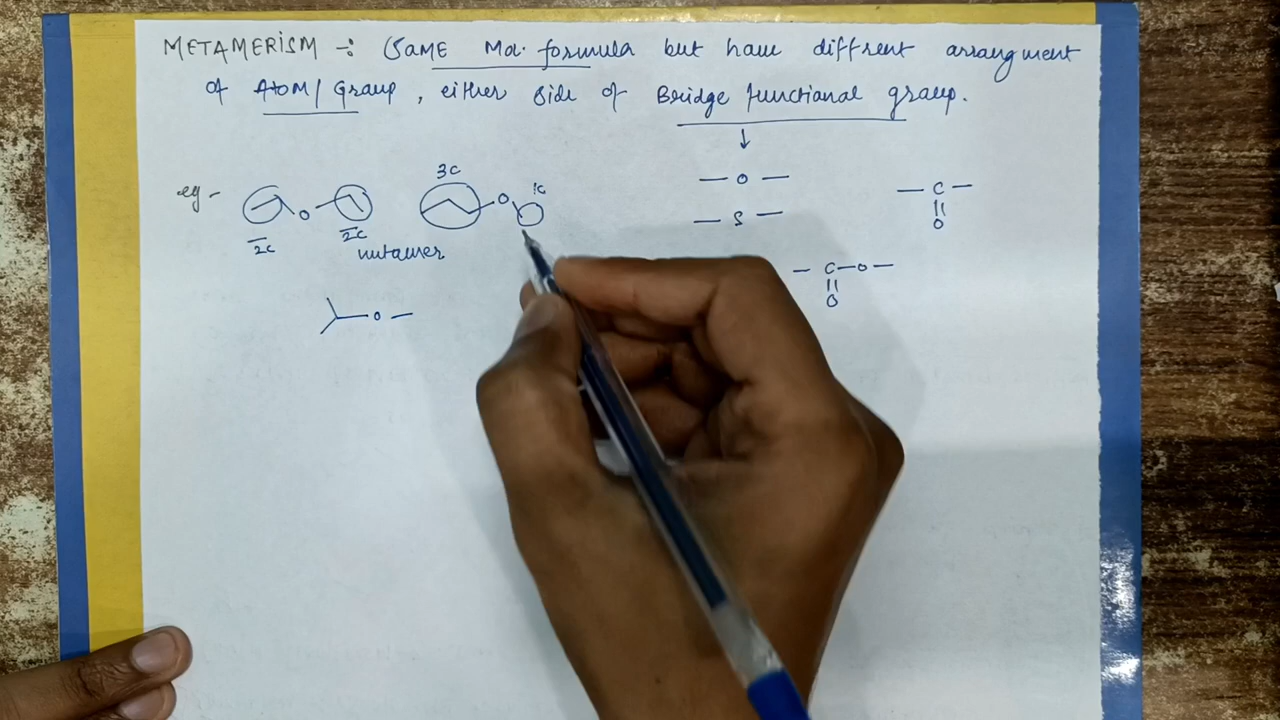 METAMERISM -: (SAME Mol. formula but have diffrent arrangment
of Atom/Group, either side of Bridge functional group.
eg-
3C
O
1C
O
2C
2C
mutamer
— O —
— S —
— C —
||
O
— C — O —
||
O
O —